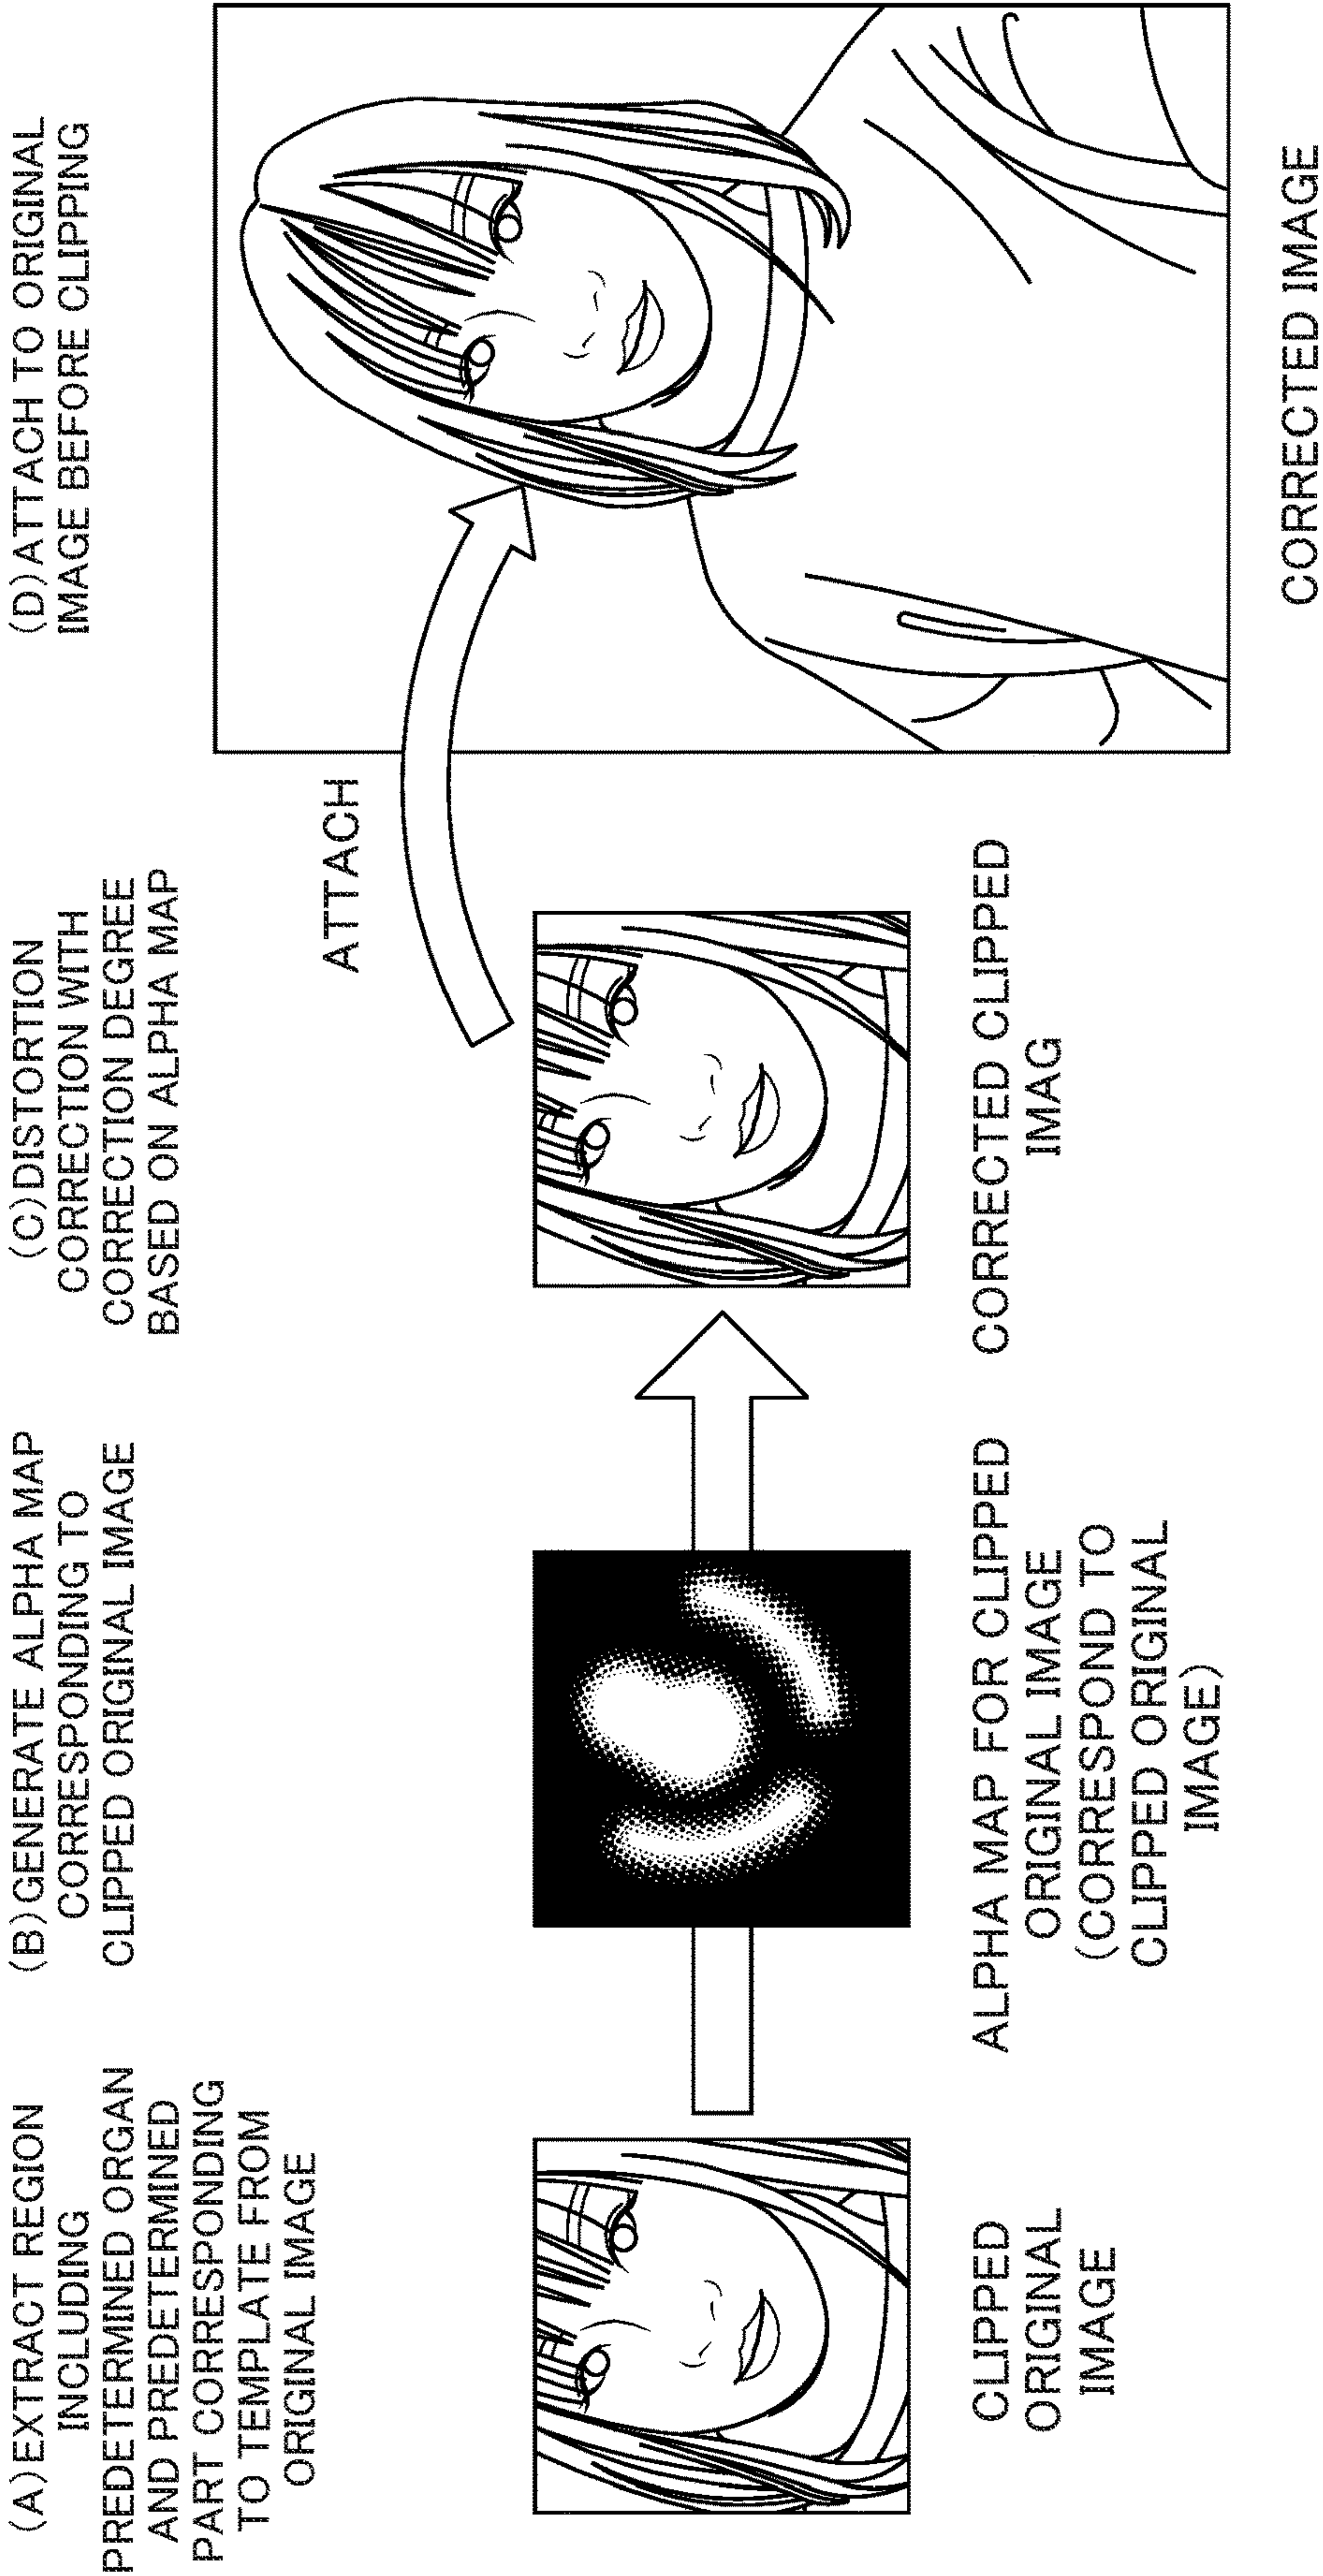 (A)EXTRACT REGION
INCLUDING
PREDETERMINED ORGAN
AND PREDETERMINED
PART CORRESPONDING
TO TEMPLATE FROM
ORIGINAL IMAGE
(B)GENERATE ALPHA MAP
CORRESPONDING TO
CLIPPED ORIGINAL IMAGE
(C)DISTORTION
CORRECTION WITH
CORRECTION DEGREE
BASED ON ALPHA MAP
(D)ATTACH TO ORIGINAL
IMAGE BEFORE CLIPPING
ATTACH
CLIPPED
ORIGINAL
IMAGE
ALPHA MAP FOR CLIPPED
ORIGINAL IMAGE
(CORRESPOND TO
CLIPPED ORIGINAL
IMAGE)
CORRECTED CLIPPED
IMAG
CORRECTED IMAGE